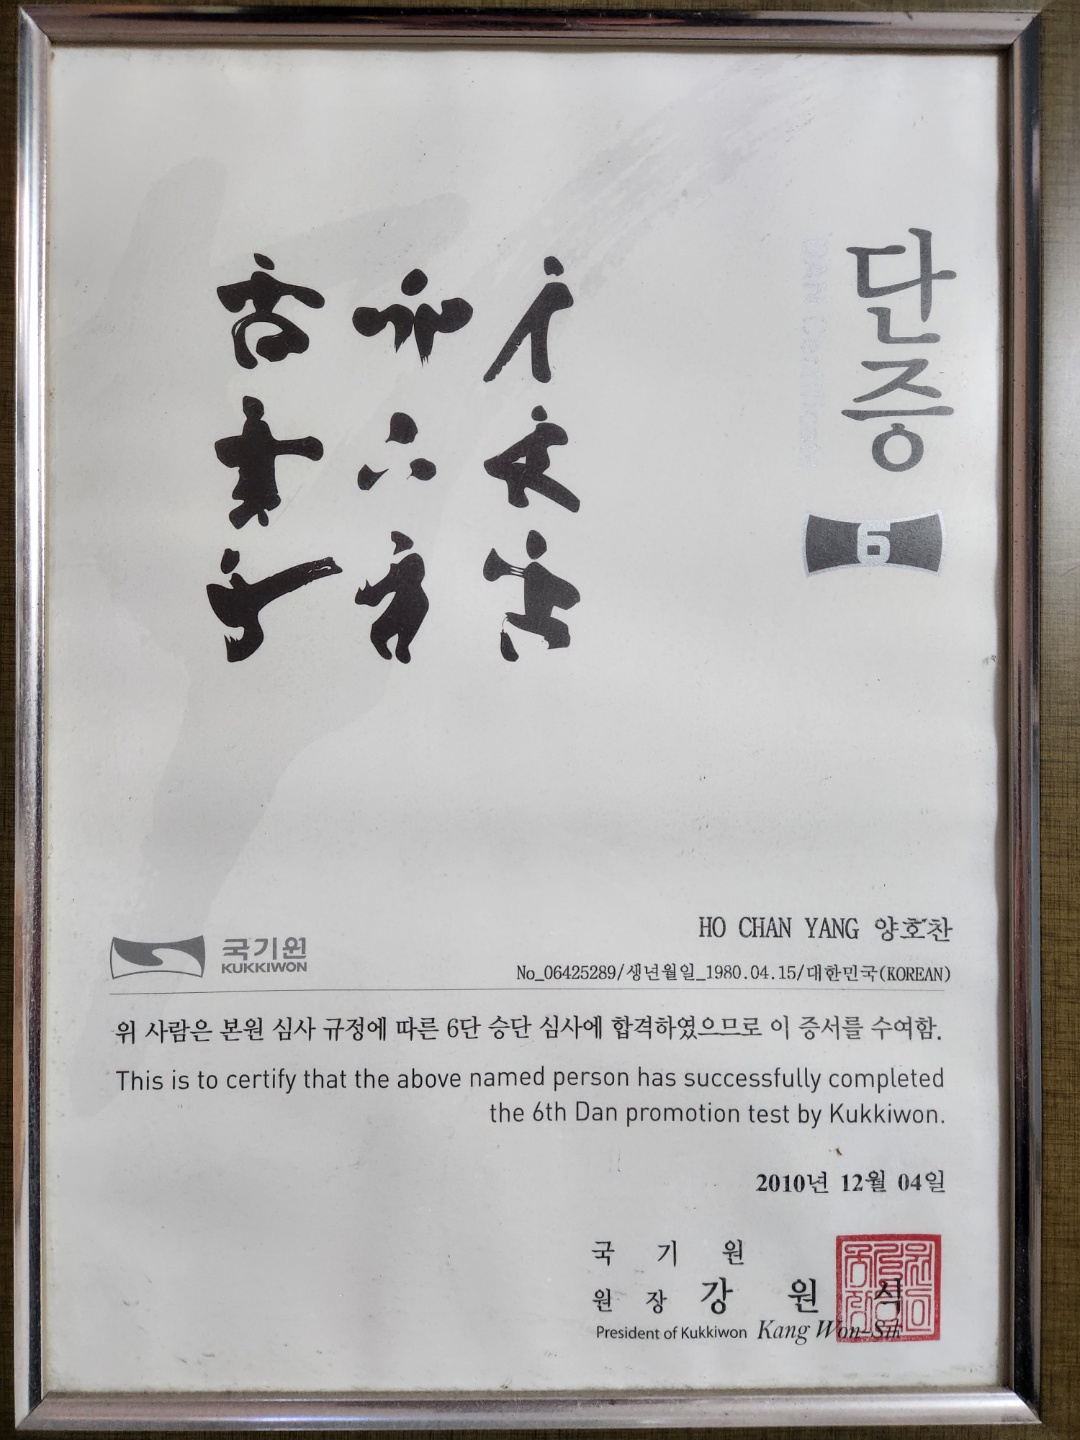 단증
6
HO CHAN YANG 양호찬
국기원
KUKKIWON
No_06425289/생년월일_1980.04.15/대한민국(KOREAN)
위 사람은 본원 심사 규정에 따른 6단 승단 심사에 합격하였으므로 이 증서를 수여함.
This is to certify that the above named person has successfully completed
the 6th Dan promotion test by Kukkiwon.
2010년 12월 04일
국 기 원
원 장 강 원 식
President of Kukkiwon Kang Won-Sik